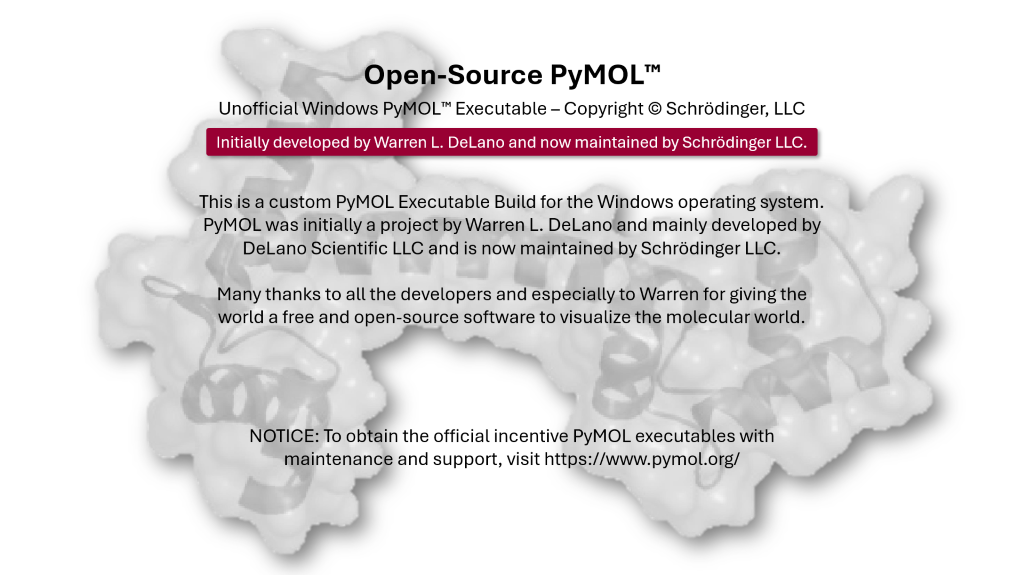 Open-Source PyMOL™
Unofficial Windows PyMOL™ Executable – Copyright © Schrödinger, LLC
Initially developed by Warren L. DeLano and now maintained by Schrödinger LLC.
This is a custom PyMOL Executable Build for the Windows operating system.
PyMOL was initially a project by Warren L. DeLano and mainly developed by
DeLano Scientific LLC and is now maintained by Schrödinger LLC.
Many thanks to all the developers and especially to Warren for giving the
world a free and open-source software to visualize the molecular world.
NOTICE: To obtain the official incentive PyMOL executables with
maintenance and support, visit https://www.pymol.org/